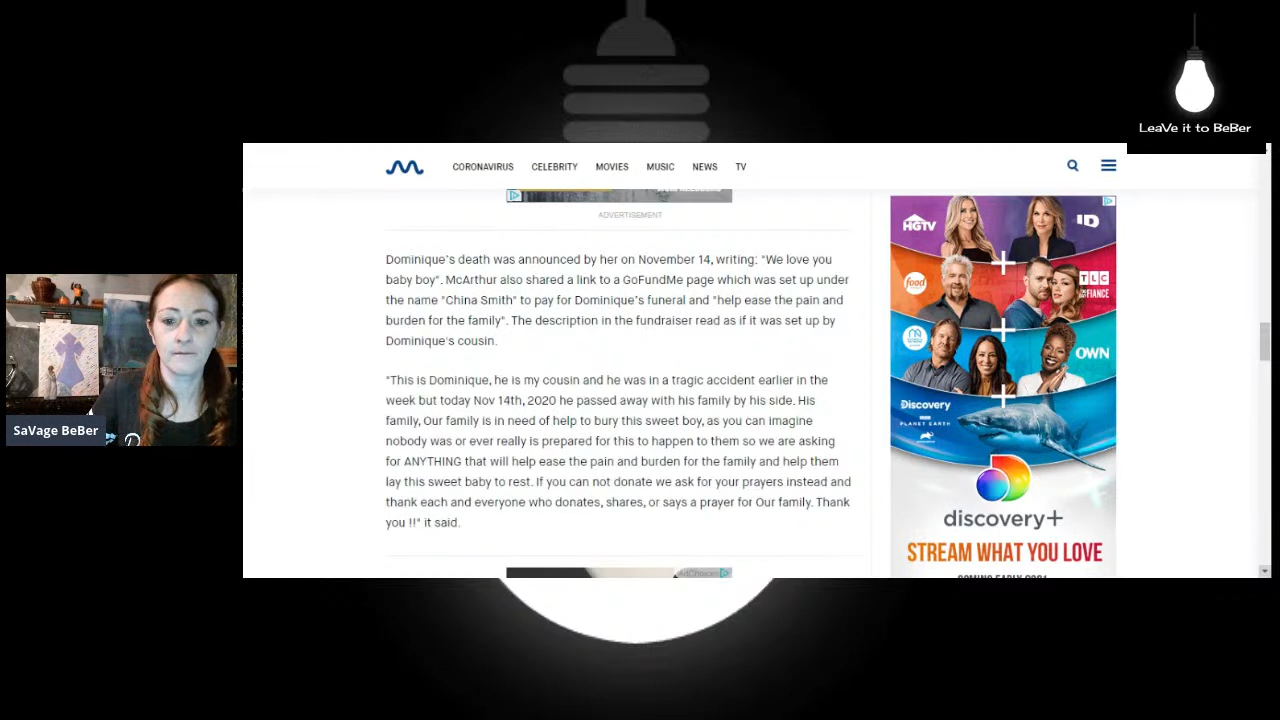 LeaVe it to BeBer
CORONAVIRUS CELEBRITY MOVIES MUSIC NEWS TV
ADVERTISEMENT
Dominique's death was announced by her on November 14, writing: "We love you
baby boy". McArthur also shared a link to a GoFundMe page which was set up under
the name "China Smith" to pay for Dominique's funeral and "help ease the pain and
burden for the family". The description in the fundraiser read as if it was set up by
Dominique's cousin.
"This is Dominique, he is my cousin and he was in a tragic accident earlier in the
week but today Nov 14th, 2020 he passed away with his family by his side. His
family, Our family is in need of help to bury this sweet boy, as you can imagine
nobody was or ever really is prepared for this to happen to them so we are asking
for ANYTHING that will help ease the pain and burden for the family and help them
lay this sweet baby to rest. If you can not donate we ask for your prayers instead and
thank each and everyone who donates, shares, or says a prayer for Our family. Thank
you !!" it said.
AdChoices
HGTV
ID
food
TLC
FIANCE
OWN
Discovery
BBC
PLANET EARTH
discovery+
STREAM WHAT YOU LOVE
SaVage BeBer